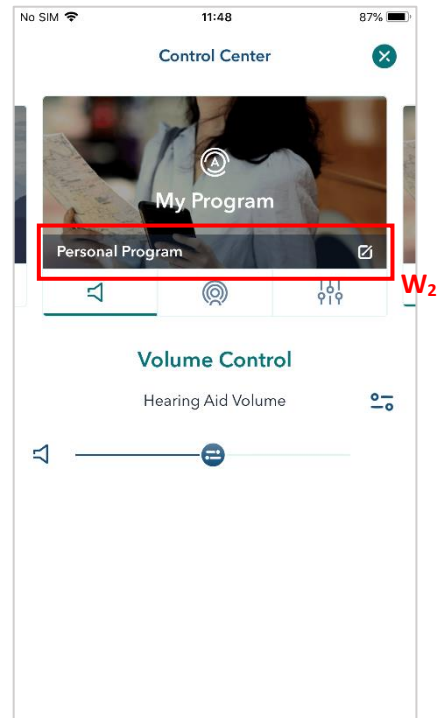 No SIM 11:48 87%
Control Center
A
My Program
Personal Program
W₂
Volume Control
Hearing Aid Volume